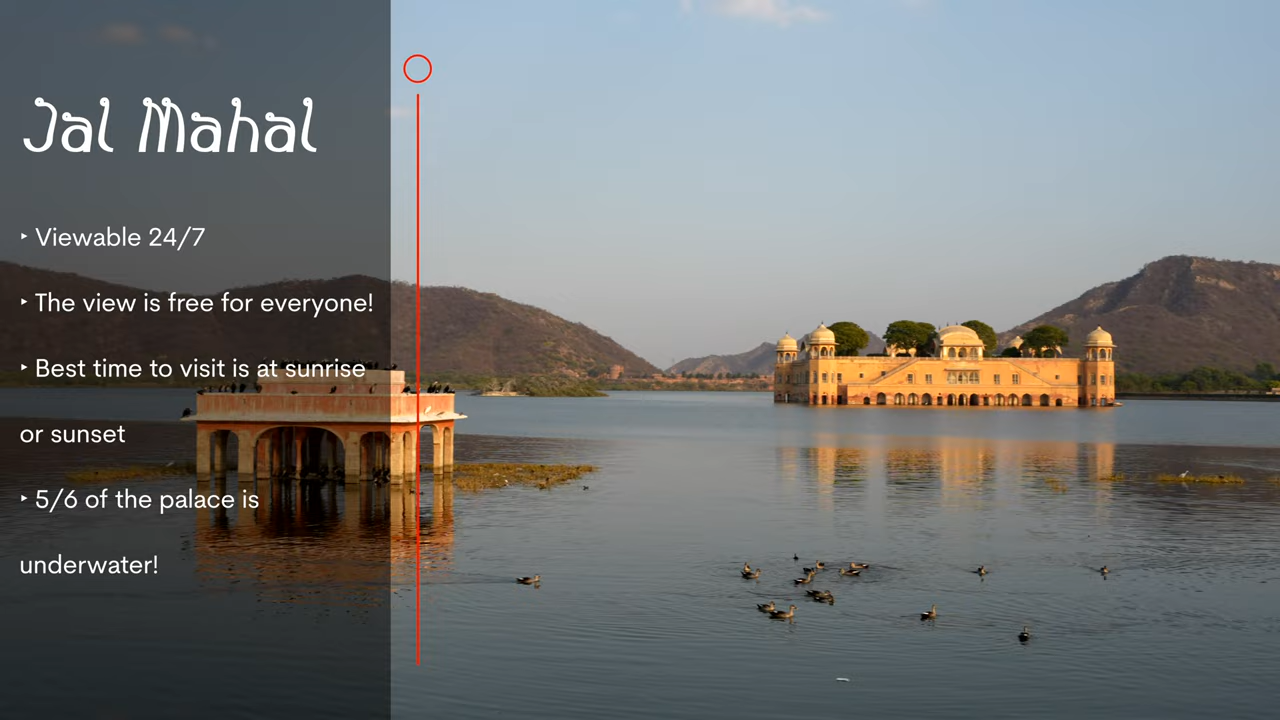 Jal Mahal
‣ Viewable 24/7
‣ The view is free for everyone!
‣ Best time to visit is at sunrise
or sunset
‣ 5/6 of the palace is
underwater!